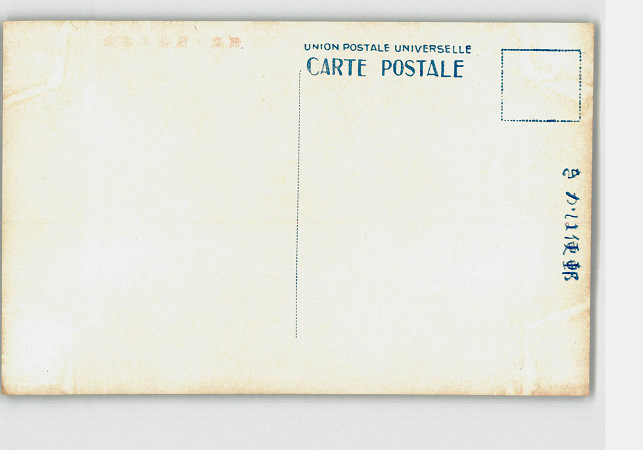 UNION POSTALE UNIVERSELLE
CARTE POSTALE
きかは便郵